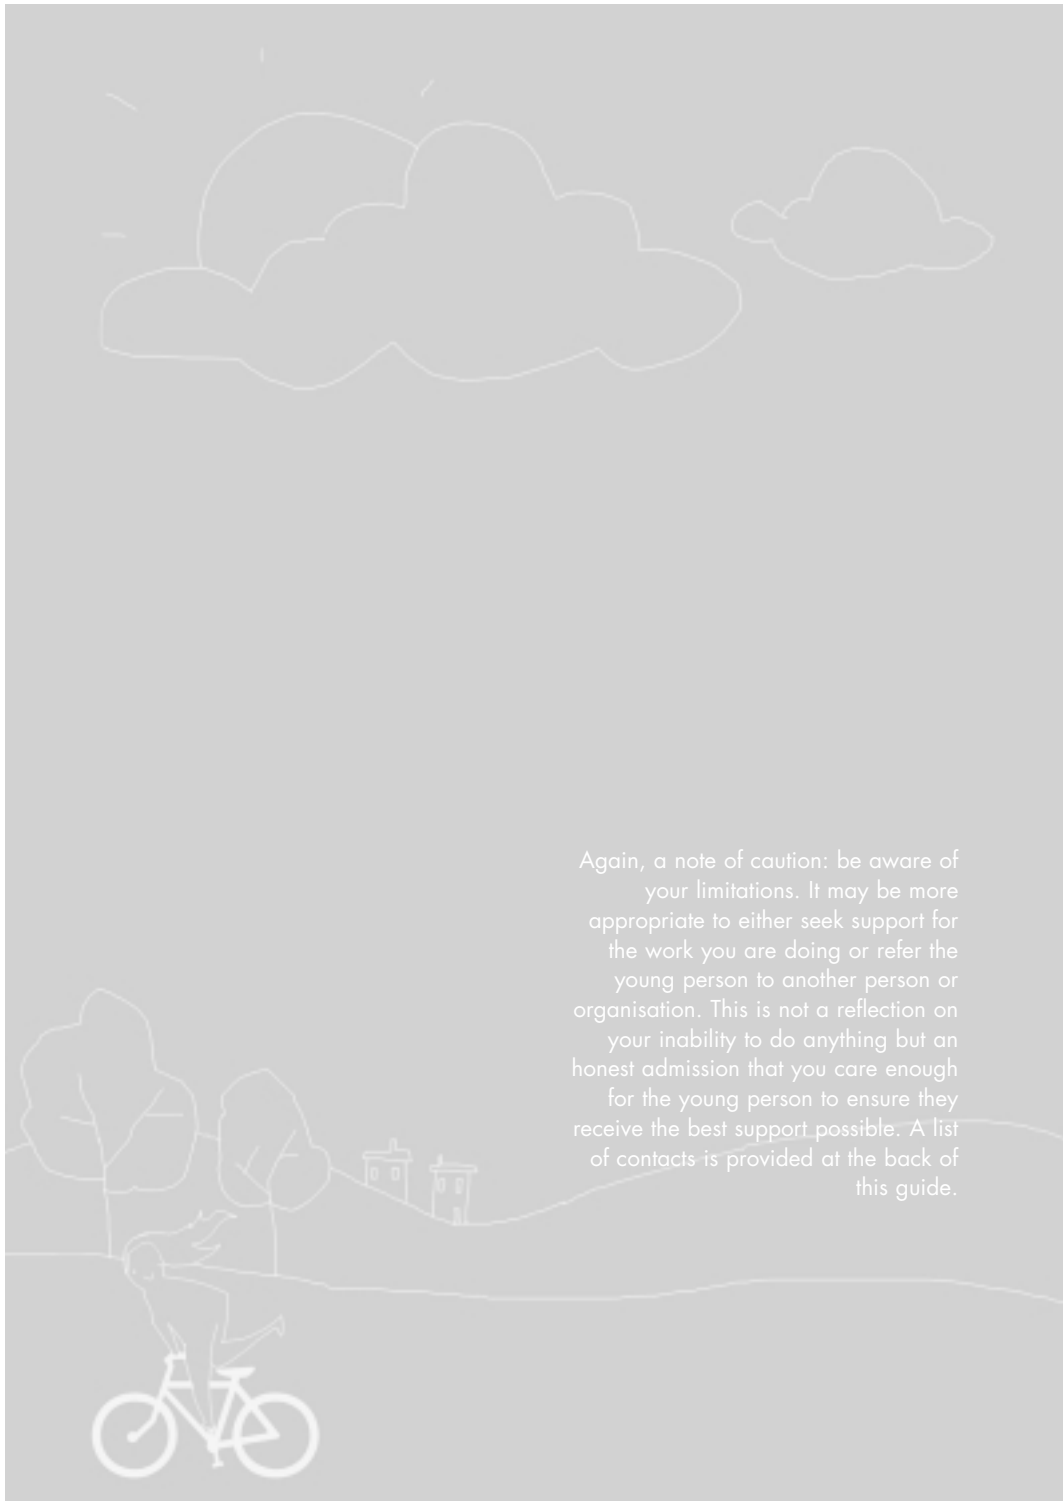 Again, a note of caution: be aware of
your limitations. It may be more
appropriate to either seek support for
the work you are doing or refer the
young person to another person or
organisation. This is not a reflection on
your inability to do anything but an
honest admission that you care enough
for the young person to ensure they
receive the best support possible. A list
of contacts is provided at the back of
this guide.